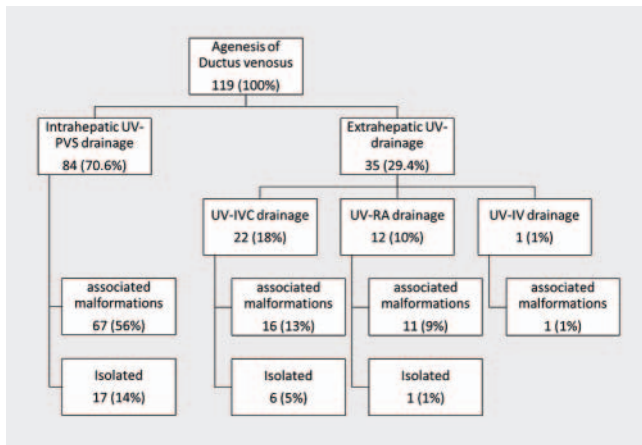 Agenesis of
Ductus venosus
119 (100%)
Intrahepatic UV-
PVS drainage
84 (70.6%)
Extrahepatic UV-
drainage
35 (29.4%)
UV-IVC drainage
22 (18%)
UV-RA drainage
12 (10%)
UV-IV drainage
1 (1%)
associated
malformations
67 (56%)
associated
malformations
16 (13%)
associated
malformations
11 (9%)
associated
malformations
1 (1%)
Isolated
17 (14%)
Isolated
6 (5%)
Isolated
1 (1%)